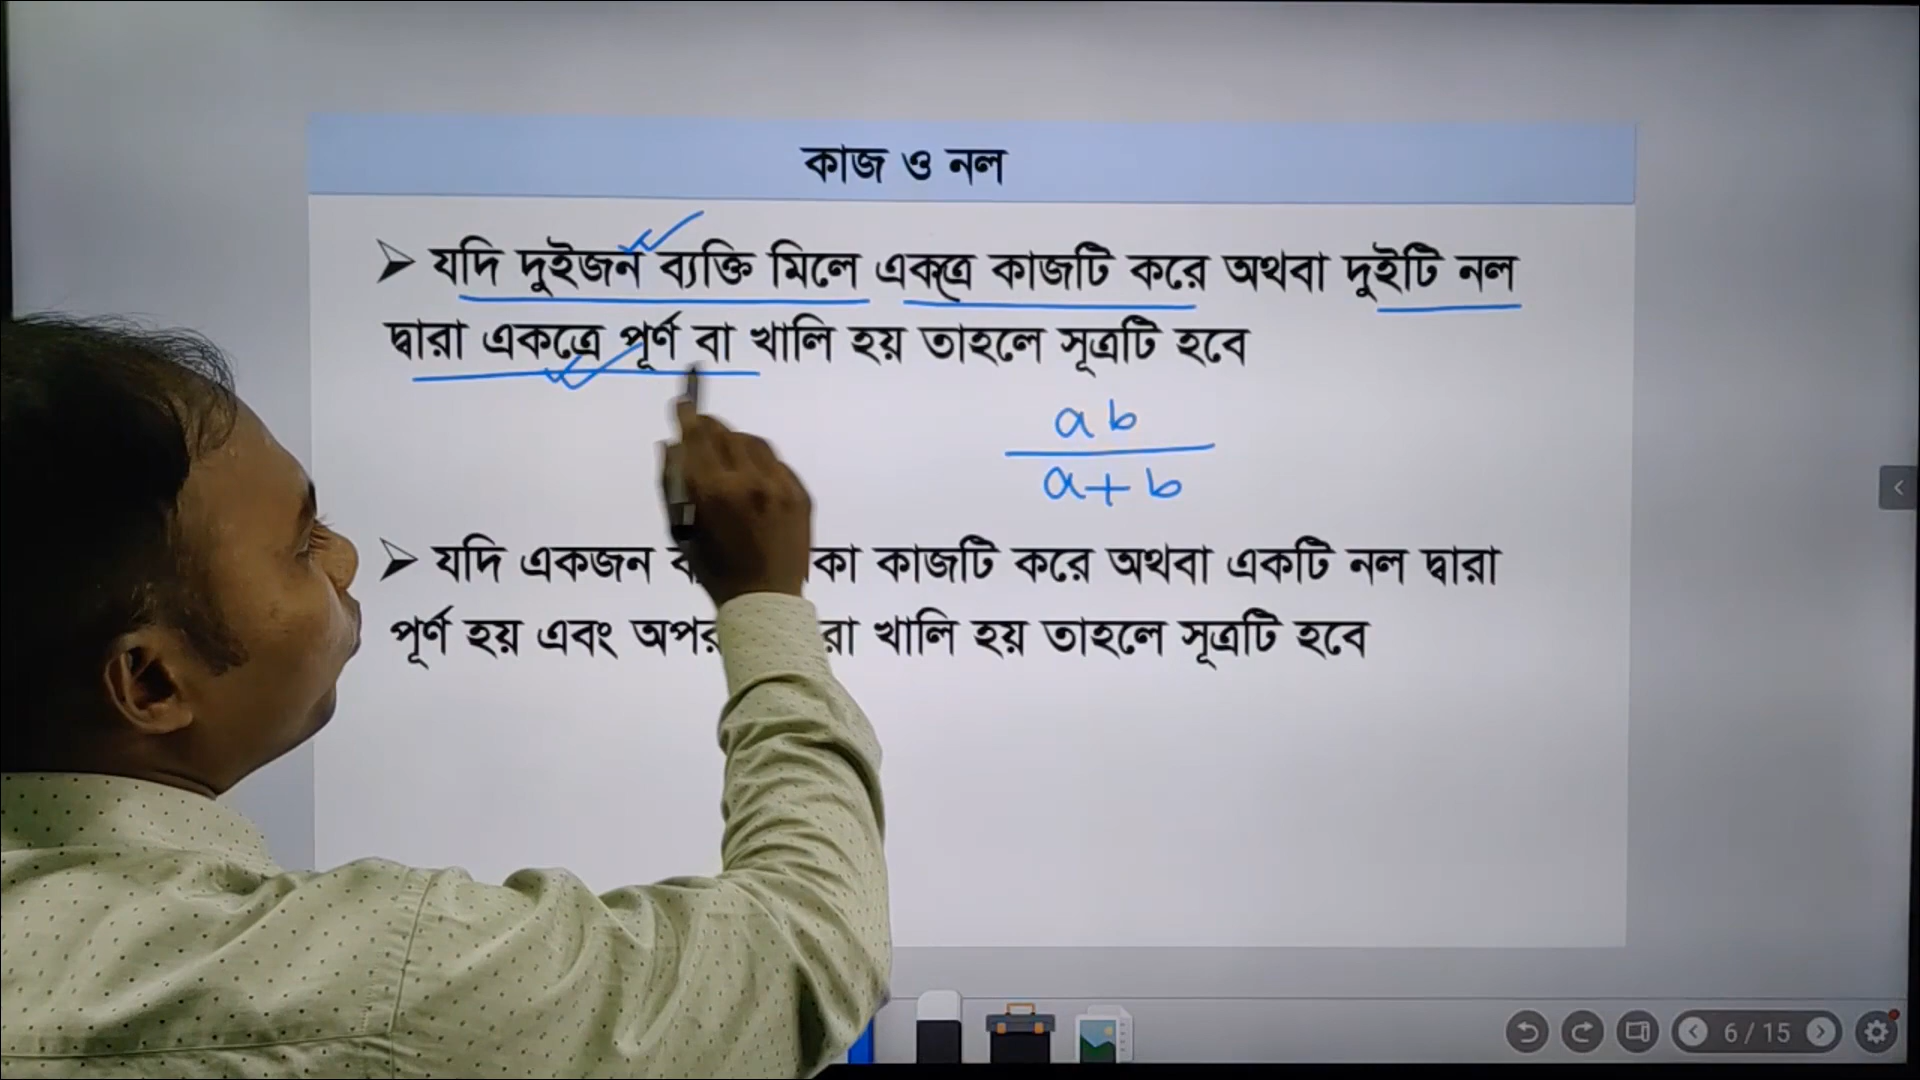 কাজ ও নল
যদি দুইজন ব্যক্তি মিলে একত্রে কাজটি করে অথবা দুইটি নল
দ্বারা একত্রে পূর্ণ বা খালি হয় তাহলে সূত্রটি হবে
ab
a+b
যদি একজন কাজটি করে অথবা একটি নল দ্বারা
পূর্ণ হয় এবং খালি হয় তাহলে সূত্রটি হবে
6 / 15